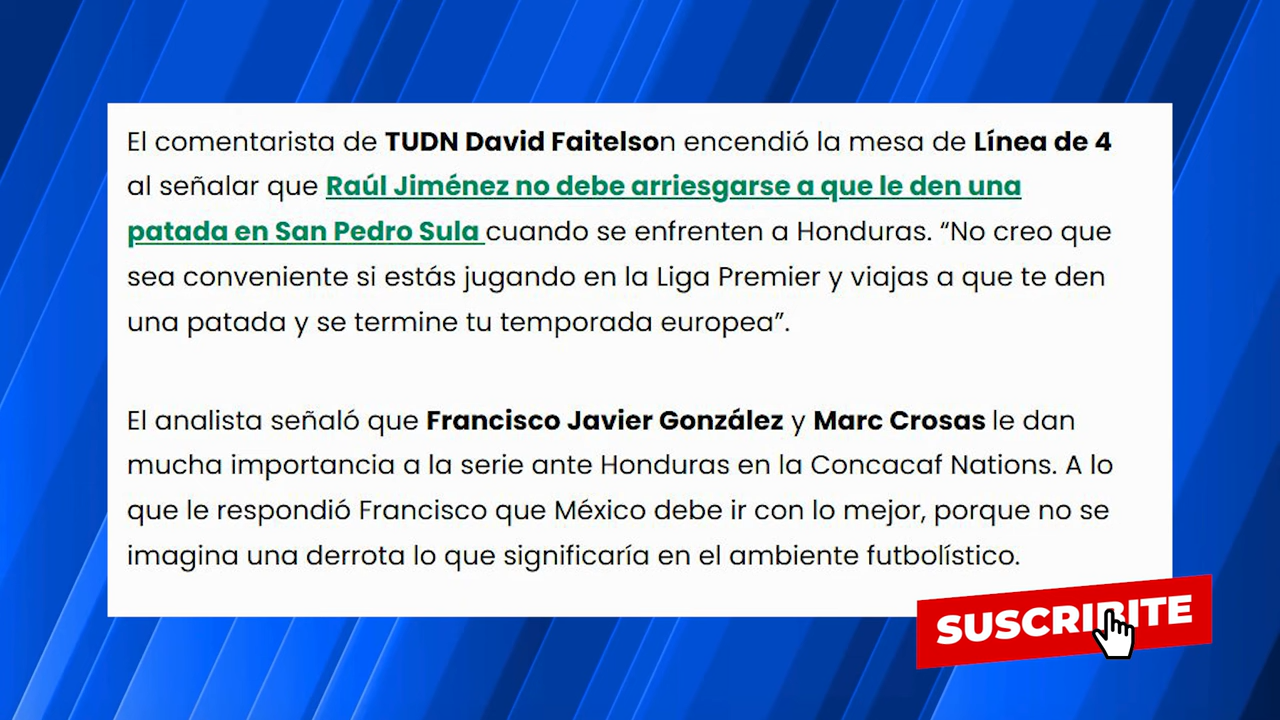 El comentarista de TUDN David Faitelson encendió la mesa de Línea de 4
al señalar que Raúl Jiménez no debe arriesgarse a que le den una
patada en San Pedro Sula cuando se enfrenten a Honduras. “No creo que
sea conveniente si estás jugando en la Liga Premier y viajas a que te den
una patada y se termine tu temporada europea”.
El analista señaló que Francisco Javier González y Marc Crosas le dan
mucha importancia a la serie ante Honduras en la Concacaf Nations. A lo
que le respondió Francisco que México debe ir con lo mejor, porque no se
imagina una derrota lo que significaría en el ambiente futbolístico.
SUSCRIBITE